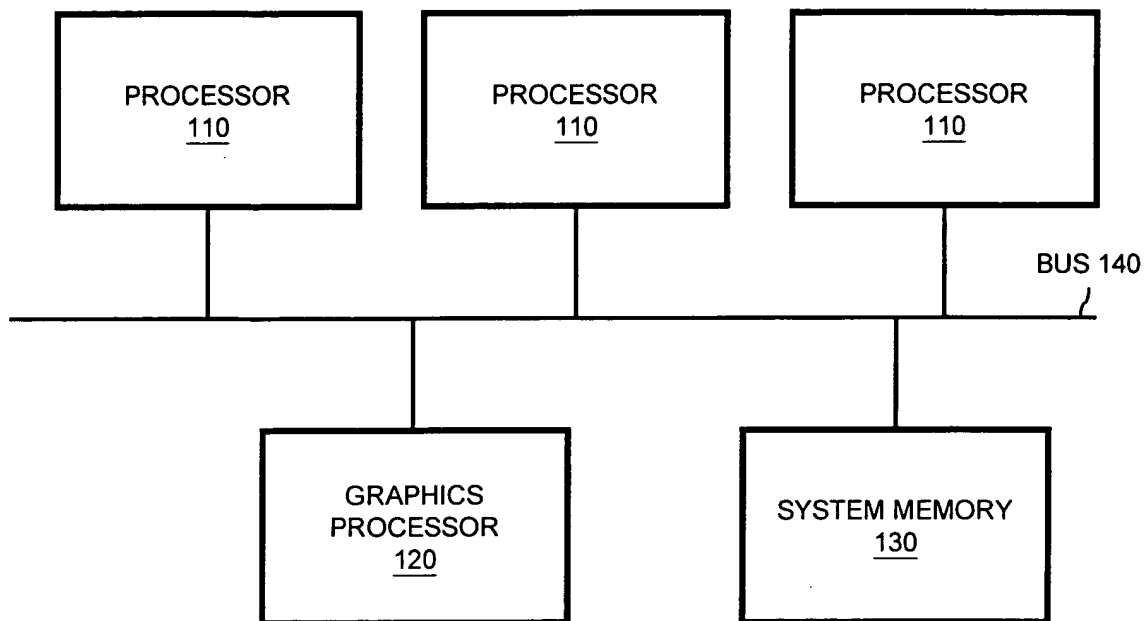 PROCESSOR
110
PROCESSOR
110
PROCESSOR
110
BUS 140
GRAPHICS
PROCESSOR
120
SYSTEM MEMORY
130